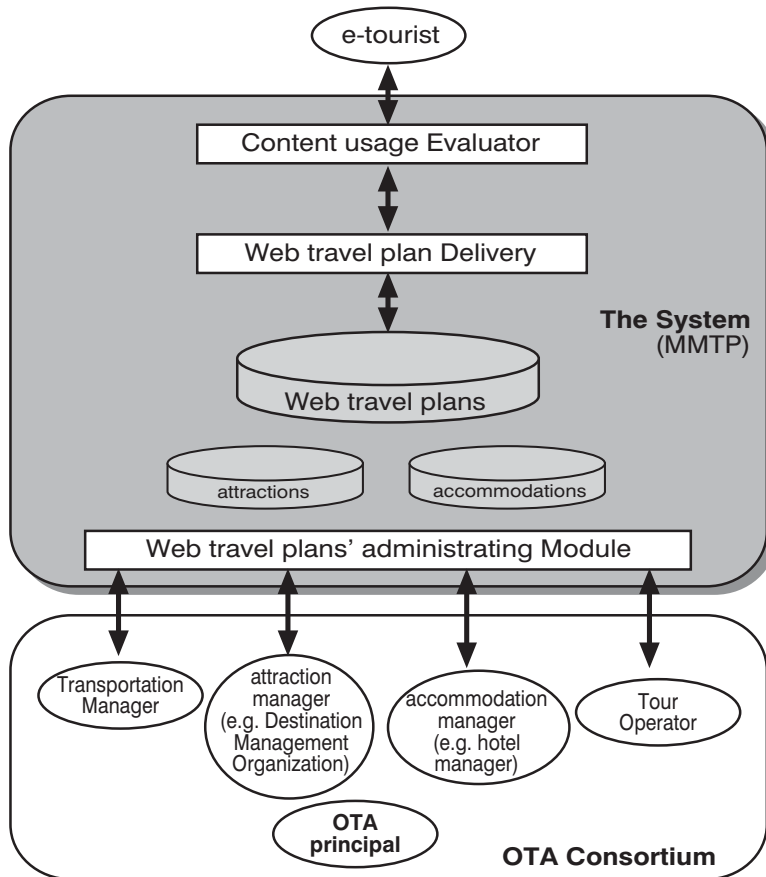 e-tourist
Content usage Evaluator
Web travel plan Delivery
The System
(MMTP)
Web travel plans
attractions
accommodations
Web travel plans’ administrating Module
Transportation
Manager
attraction
manager
(e.g. Destination
Management
Organization)
accommodation
manager
(e.g. hotel
manager)
Tour
Operator
OTA
principal
OTA Consortium